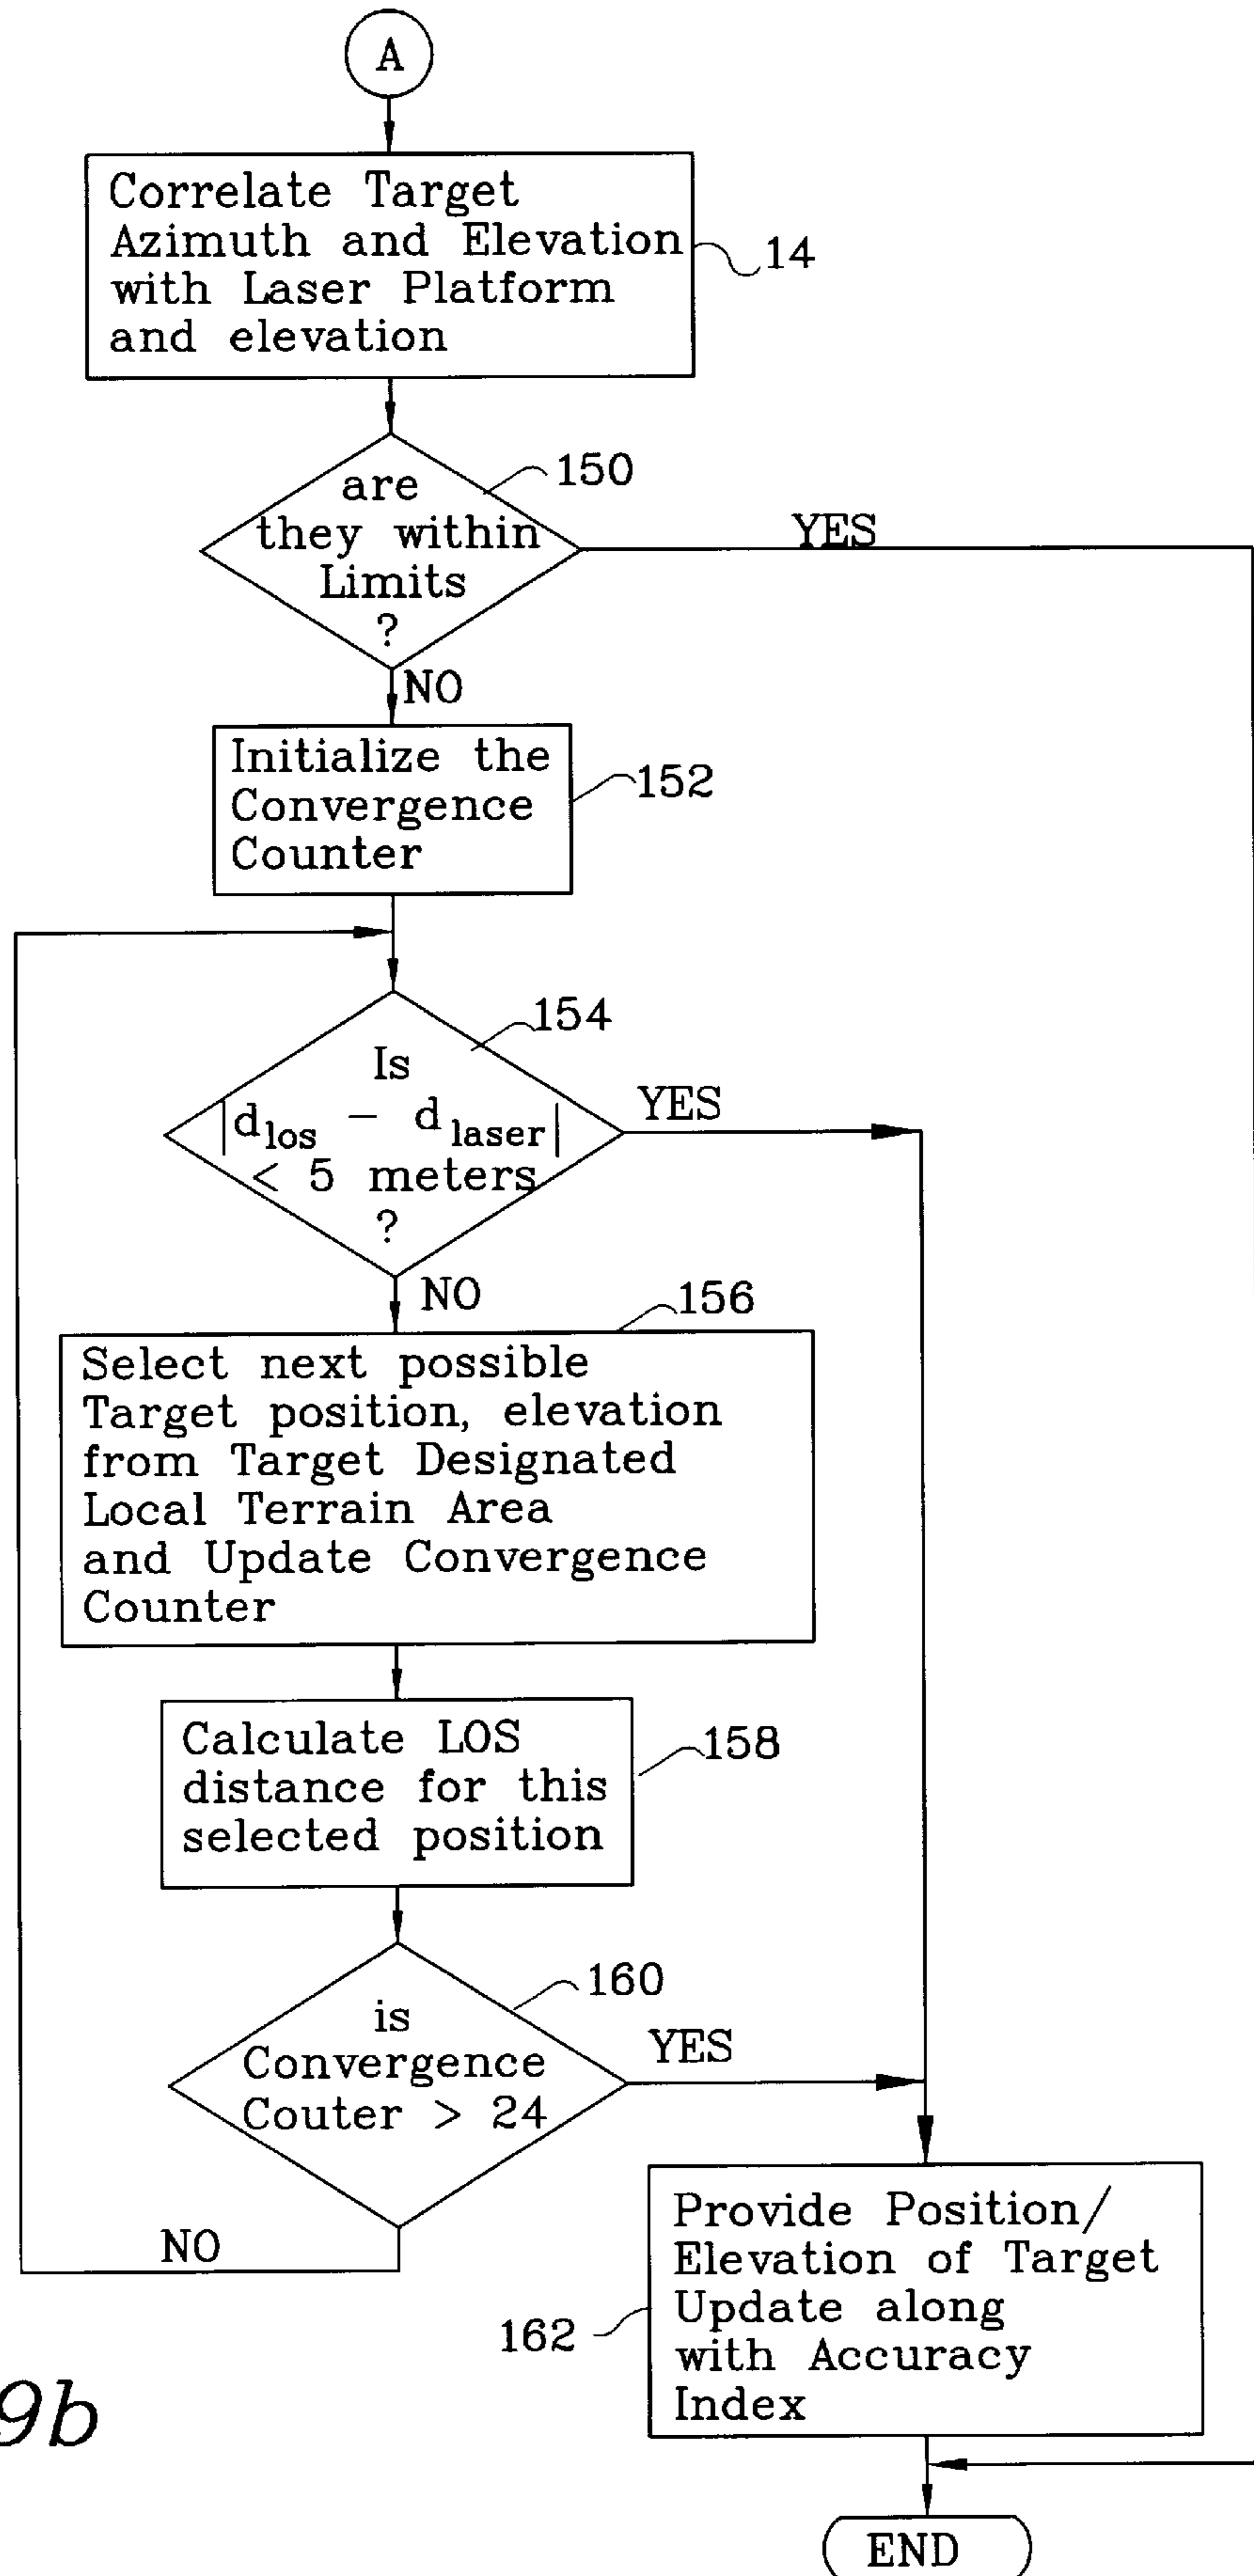 A
Correlate Target
Azimuth and Elevation
with Laser Platform
and elevation
14
are
they within
Limits
?
150
YES
NO
Initialize the
Convergence
Counter
152
Is
|d los - d laser|
< 5 meters
?
154
YES
NO
156
Select next possible
Target position, elevation
from Target Designated
Local Terrain Area
and Update Convergence
Counter
Calculate LOS
distance for this
selected position
158
is
Convergence
Couter > 24
160
YES
NO
Provide Position/
Elevation of Target
Update along
with Accuracy
Index
162
9b
END